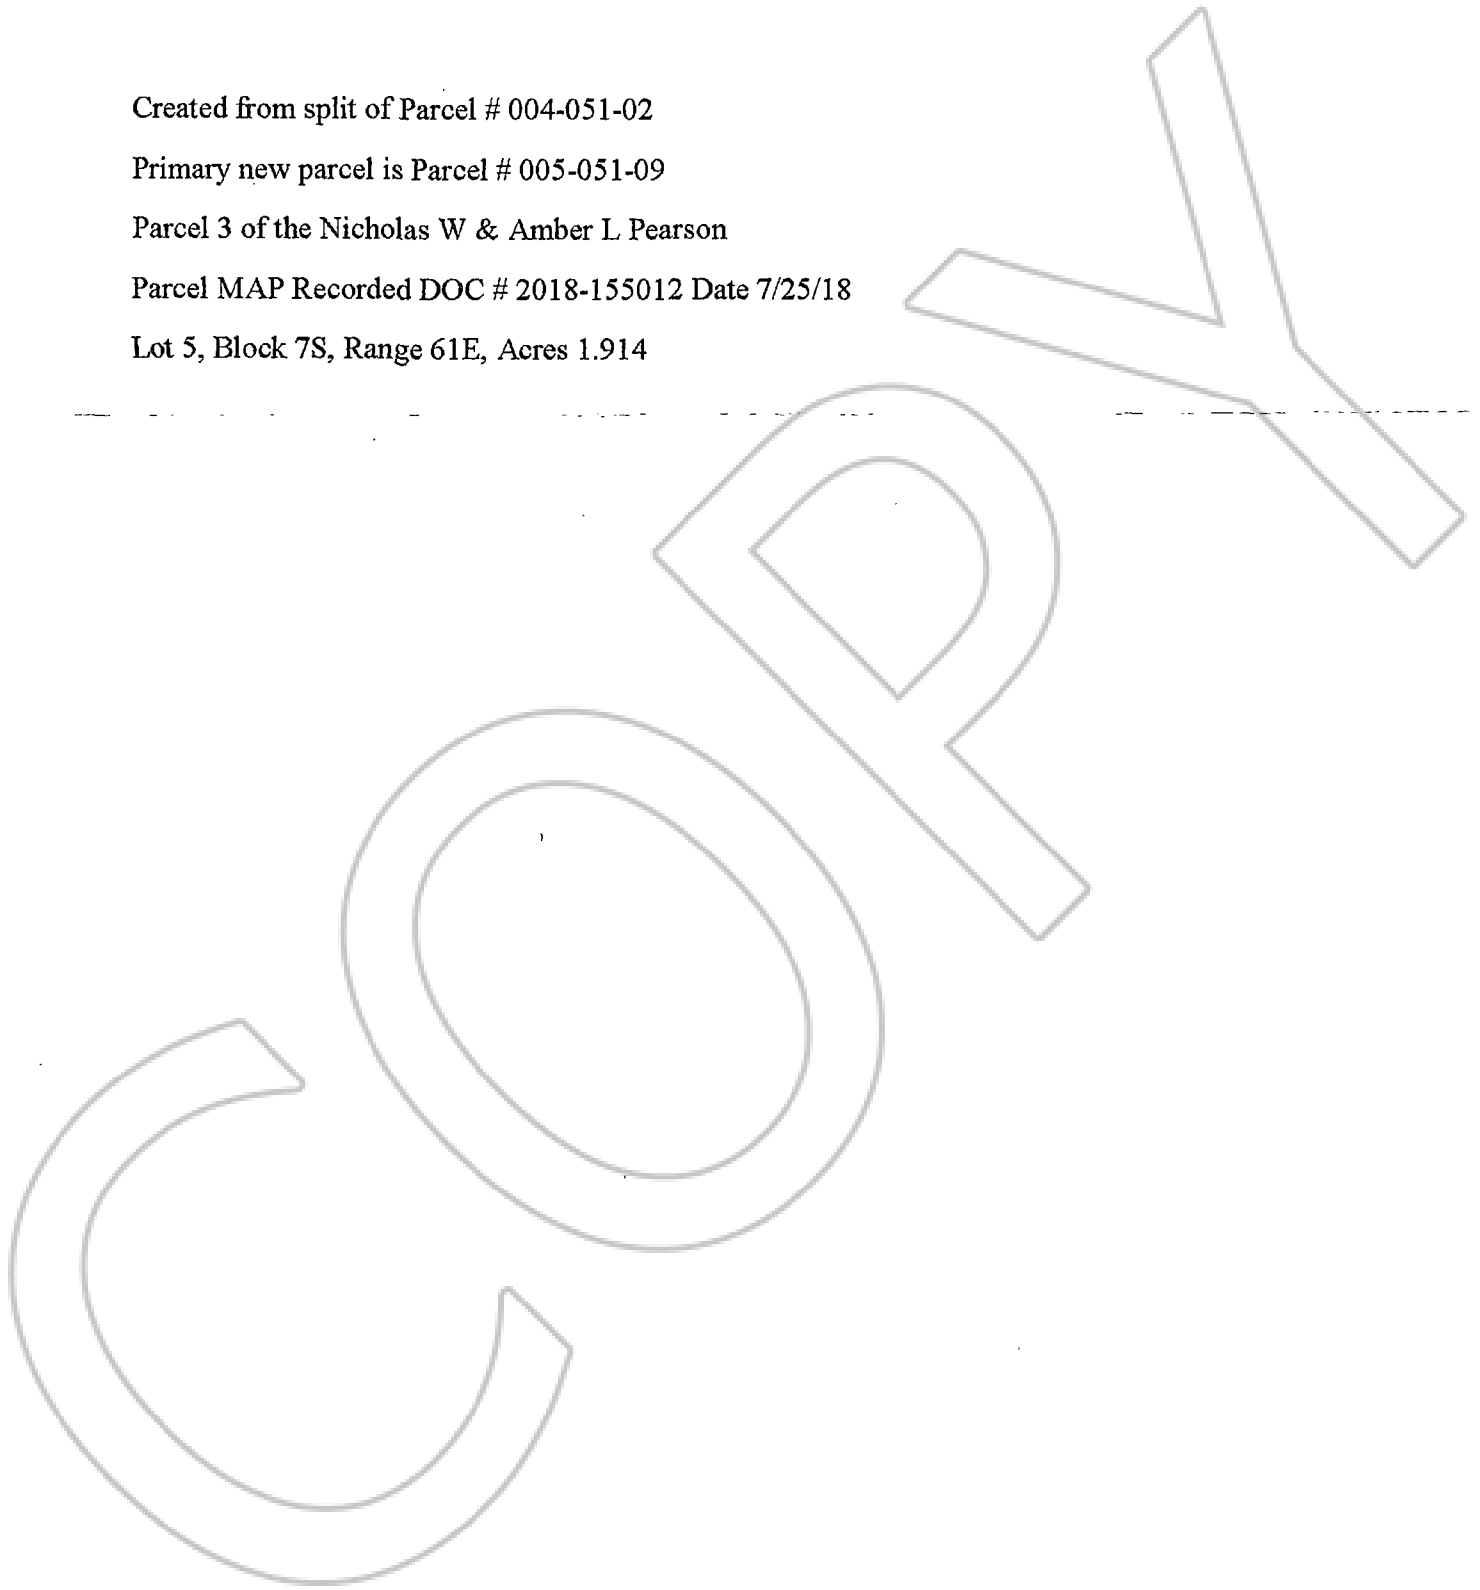 Created from split of Parcel # 004-051-02
Primary new parcel is Parcel # 005-051-09
Parcel 3 of the Nicholas W & Amber L Pearson
Parcel MAP Recorded DOC # 2018-155012 Date 7/25/18
Lot 5, Block 7S, Range 61E, Acres 1.914
COPY